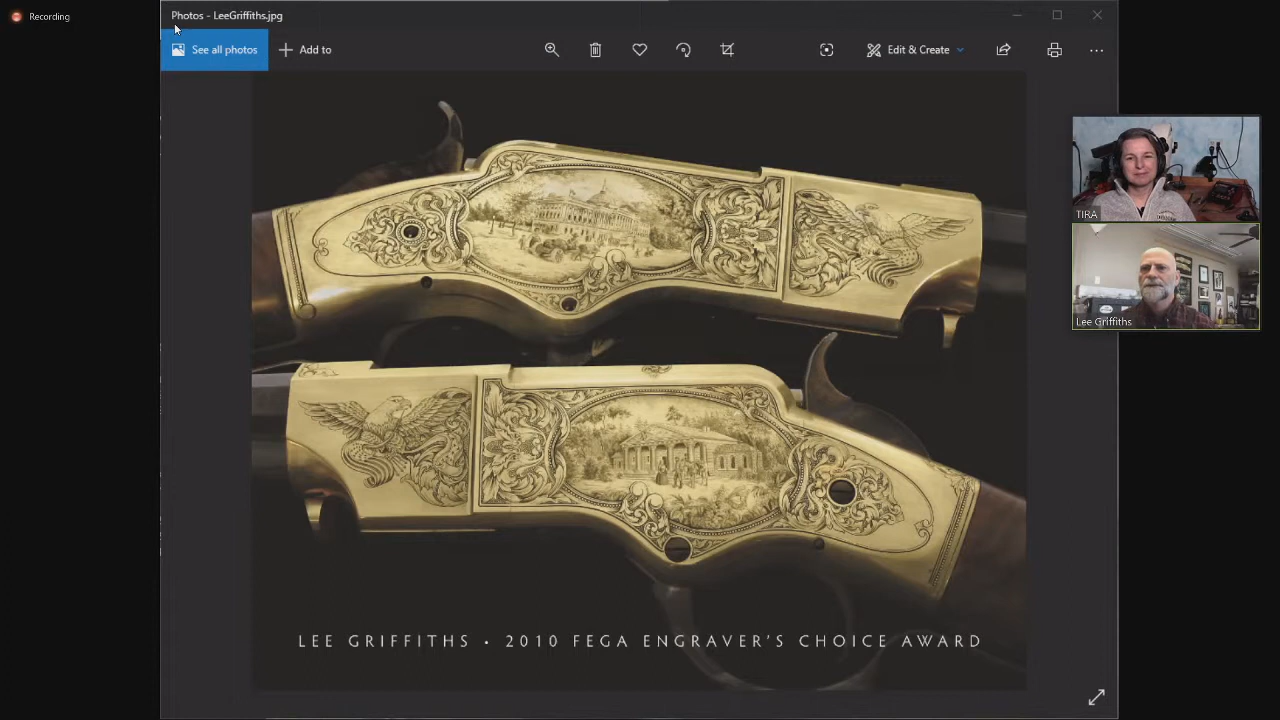 Recording
Photos - LeeGriffiths.jpg
See all photos
Add to
Edit & Create
TIRA
Lee Griffiths
LEE GRIFFITHS • 2010 FEGA ENGRAVER'S CHOICE AWARD